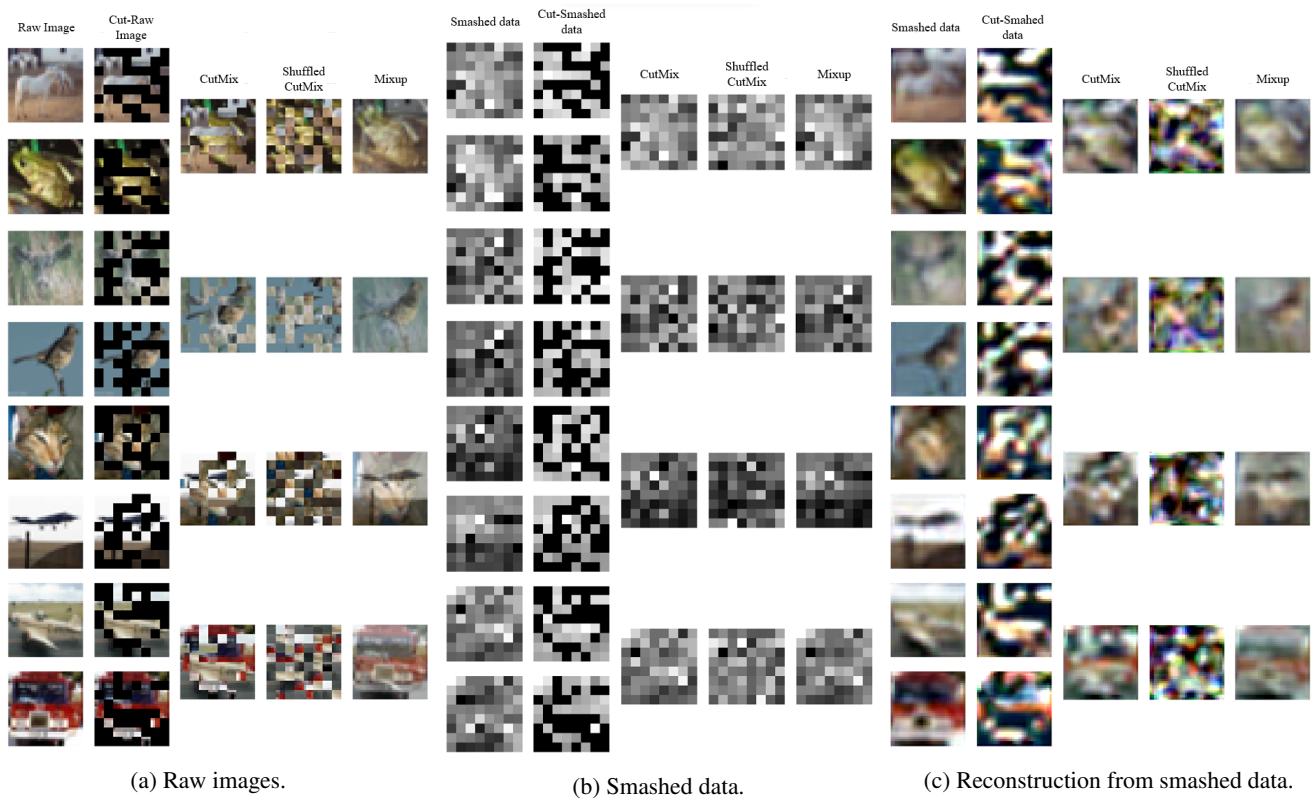 Raw Image
Cut-Raw
Image
CutMix
Shuffled
CutMix
Mixup
(a) Raw images.
Smashed data
Cut-Smashed
data
CutMix
Shuffled
CutMix
Mixup
(b) Smashed data.
Smashed data
Cut-Smahed
data
CutMix
Shuffled
CutMix
Mixup
(c) Reconstruction from smashed data.